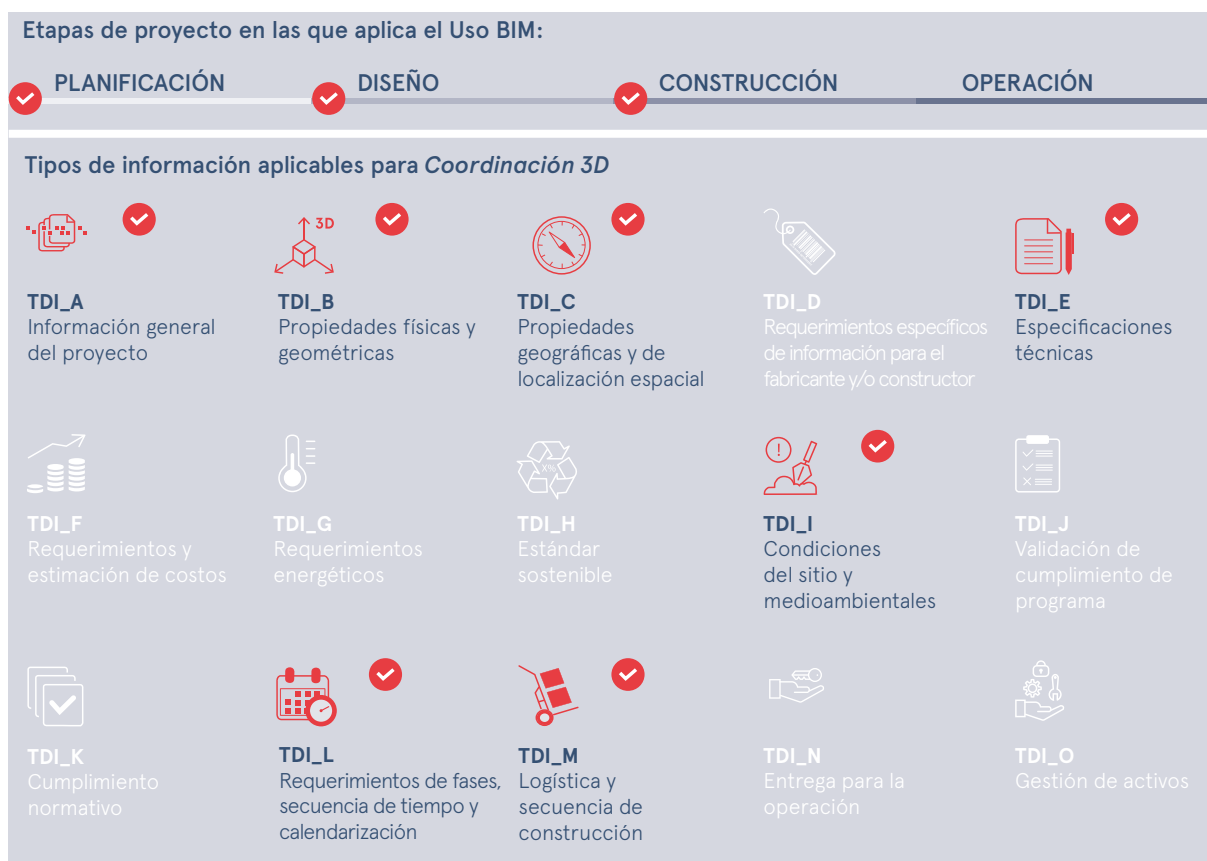 Etapas de proyecto en las que aplica el Uso BIM:
PLANIFICACIÓN
DISEÑO
CONSTRUCCIÓN
OPERACIÓN
Tipos de información aplicables para Coordinación 3D
TDI_A
Información general
del proyecto
3D
TDI_B
Propiedades físicas y
geométricas
TDI_C
Propiedades
geográficas y de
localización espacial
TDI_D
Requerimientos específicos
de información para el
fabricante y/o constructor
TDI_E
Especificaciones
técnicas
TDI_F
Requerimientos y
estimación de costos
TDI_G
Requerimientos
energéticos
X%
TDI_H
Estándar
sostenible
!
TDI_I
Condiciones
del sitio y
medioambientales
TDI_J
Validación de
cumplimiento de
programa
TDI_K
Cumplimiento
normativo
TDI_L
Requerimientos de fases,
secuencia de tiempo y
calendarización
TDI_M
Logística y
secuencia de
construcción
TDI_N
Entrega para la
operación
TDI_O
Gestión de activos